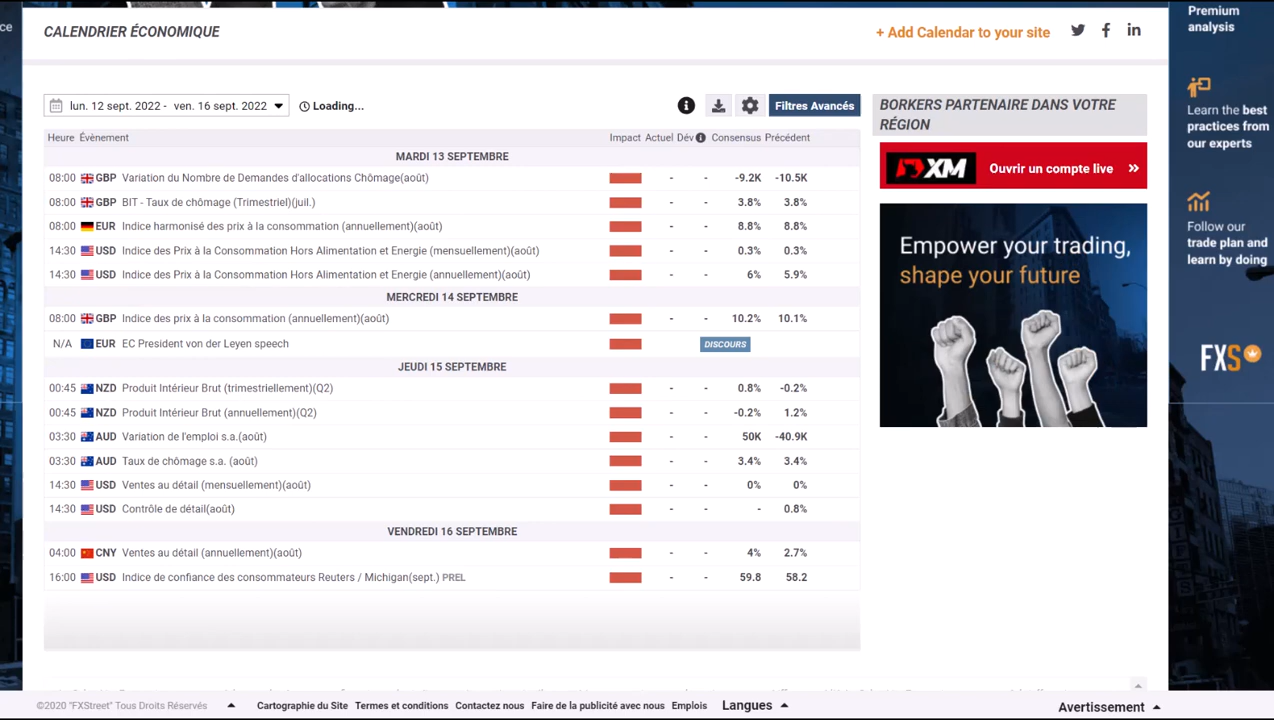 ce
CALENDRIER ÉCONOMIQUE
+ Add Calendar to your site
Premium
analysis
lun. 12 sept. 2022 - ven. 16 sept. 2022
Loading...
Filtres Avancés
Heure Évènement Impact Actuel Dév Consensus Précédent
MARDI 13 SEPTEMBRE
08:00 GBP Variation du Nombre de Demandes d'allocations Chômage(août) - - -9.2K -10.5K
08:00 GBP BIT - Taux de chômage (Trimestriel)(juil.) - - 3.8% 3.8%
08:00 EUR Indice harmonisé des prix à la consommation (annuellement)(août) - - 8.8% 8.8%
14:30 USD Indice des Prix à la Consommation Hors Alimentation et Energie (mensuellement)(août) - - 0.3% 0.3%
14:30 USD Indice des Prix à la Consommation Hors Alimentation et Energie (annuellement)(août) - - 6% 5.9%
MERCREDI 14 SEPTEMBRE
08:00 GBP Indice des prix à la consommation (annuellement)(août) - - 10.2% 10.1%
N/A EUR EC President von der Leyen speech DISCOURS
JEUDI 15 SEPTEMBRE
00:45 NZD Produit Intérieur Brut (trimestriellement)(Q2) - - 0.8% -0.2%
00:45 NZD Produit Intérieur Brut (annuellement)(Q2) - - -0.2% 1.2%
03:30 AUD Variation de l'emploi s.a.(août) - - 50K -40.9K
03:30 AUD Taux de chômage s.a. (août) - - 3.4% 3.4%
14:30 USD Ventes au détail (mensuellement)(août) - - 0% 0%
14:30 USD Contrôle de détail(août) - - - 0.8%
VENDREDI 16 SEPTEMBRE
04:00 CNY Ventes au détail (annuellement)(août) - - 4% 2.7%
16:00 USD Indice de confiance des consommateurs Reuters / Michigan(sept.) PREL - - 59.8 58.2
BORKERS PARTENAIRE DANS VOTRE
RÉGION
XM Ouvrir un compte live »
Empower your trading,
shape your future
Learn the best
practices from
our experts
Follow our
trade plan and
learn by doing
FXS
©2020 "FXStreet" Tous Droits Réservés Cartographie du Site Termes et conditions Contactez nous Faire de la publicité avec nous Emplois Langues Avertissement